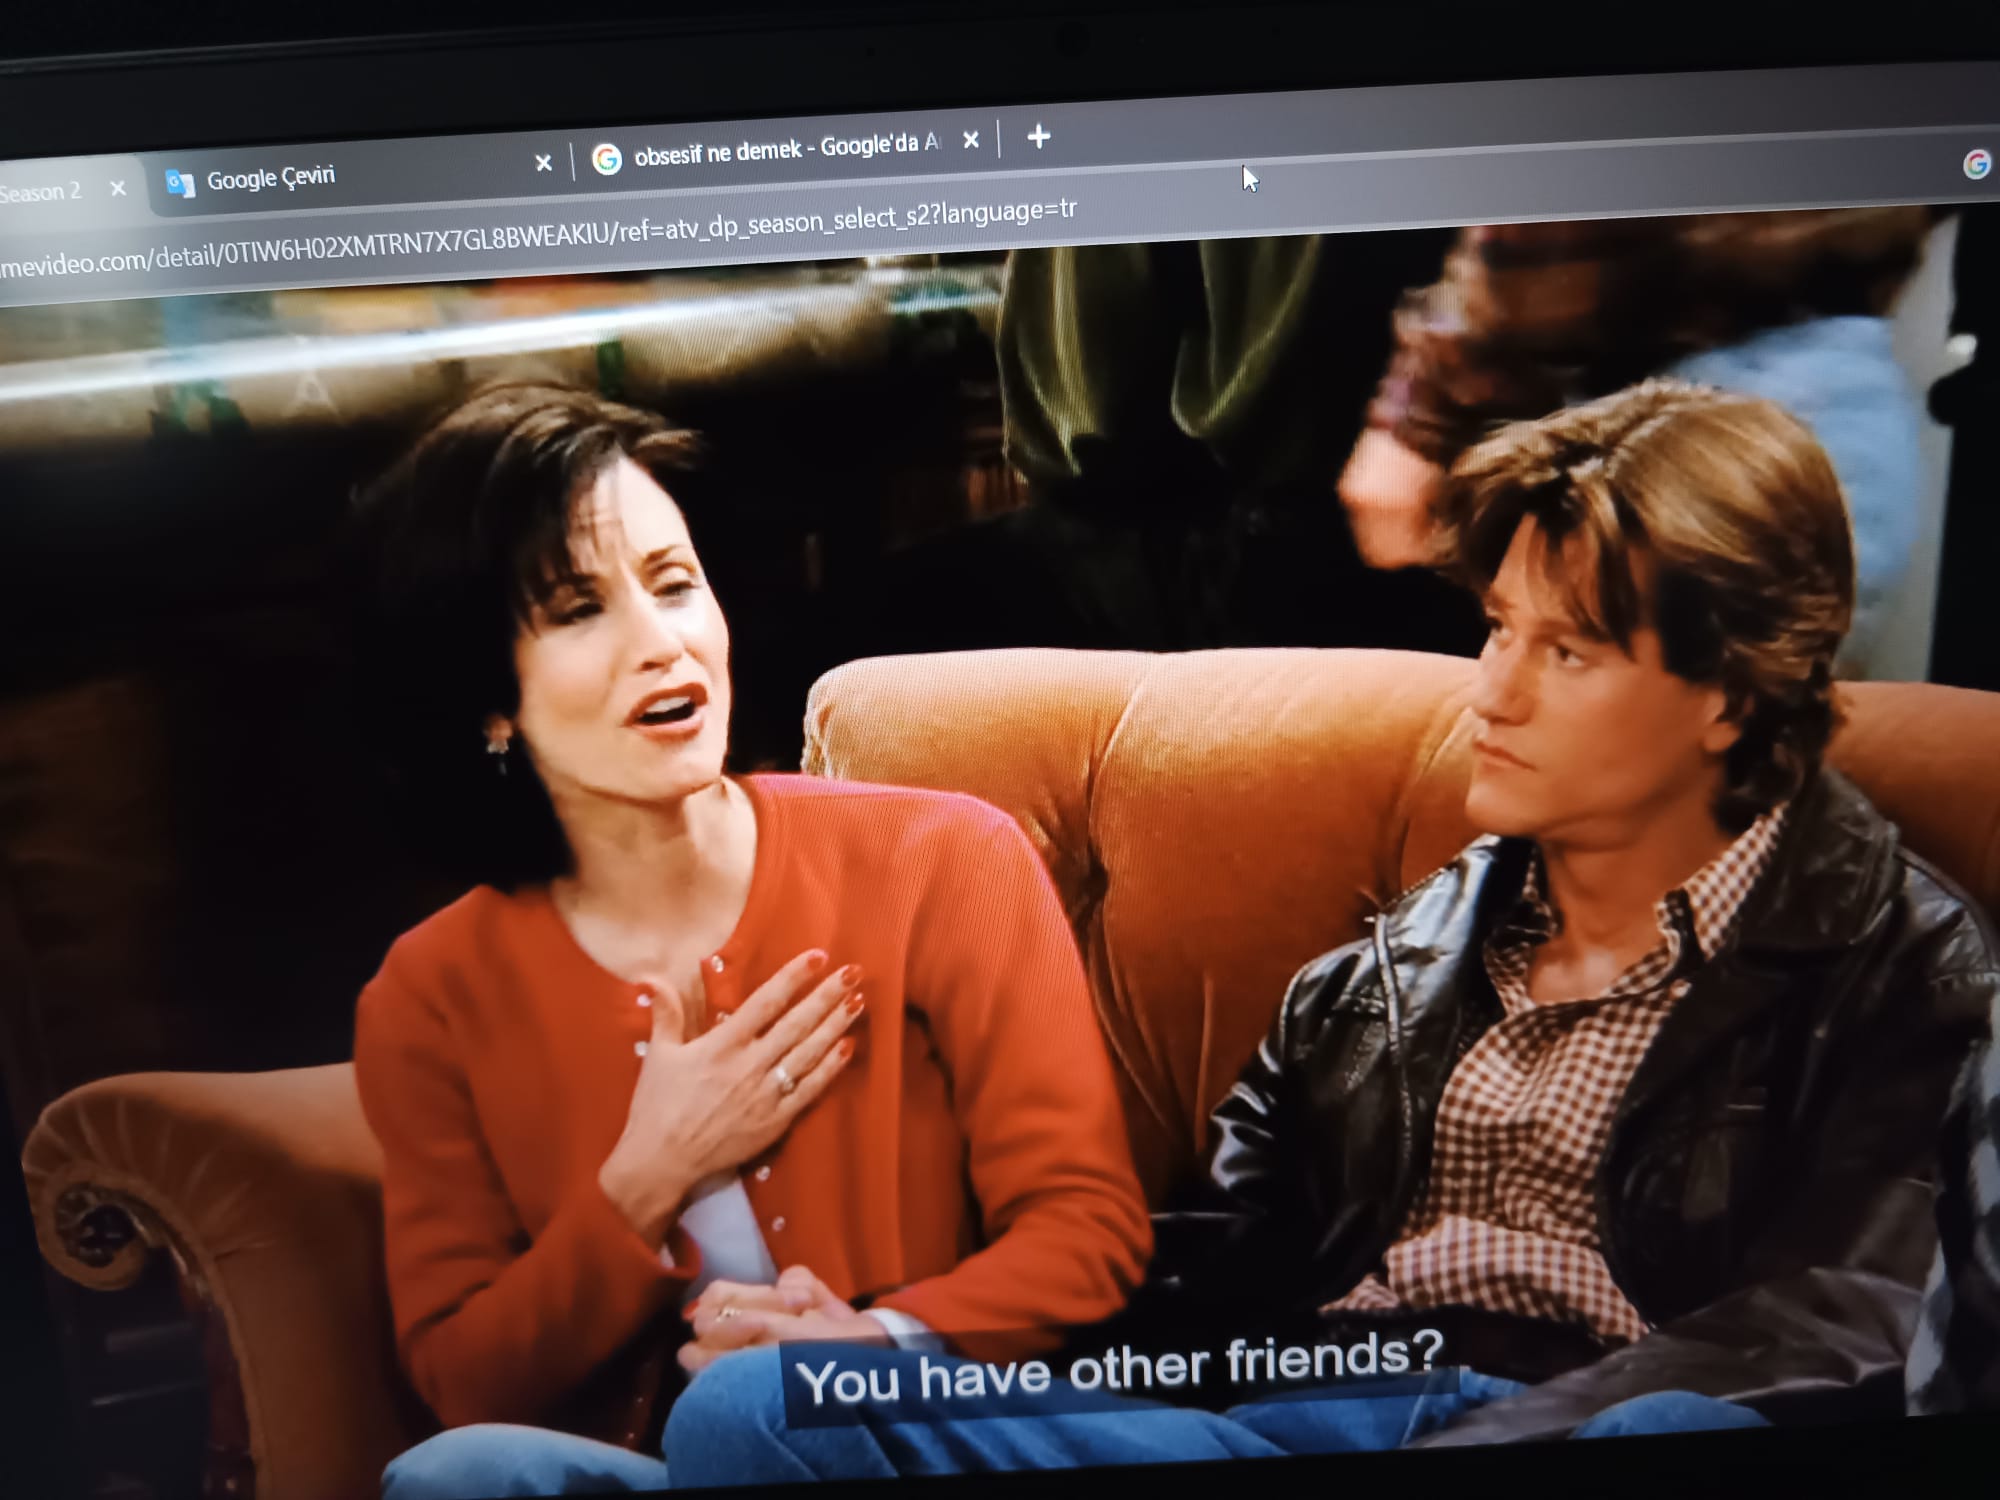 Season 2
Google Çeviri
obsesif ne demek - Google'da A
mevideo.com/detail/0TIW6H02XMTRN7X7GL8BWEAKIU/ref=atv_dp_season_select_s2?language=tr
You have other friends?